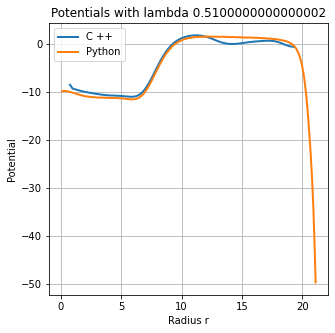 Potentials with lambda 0.5100000000000002
C ++
Python
0
−10
−20
−30
−40
−50
Potential
0 5 10 15 20
Radius r